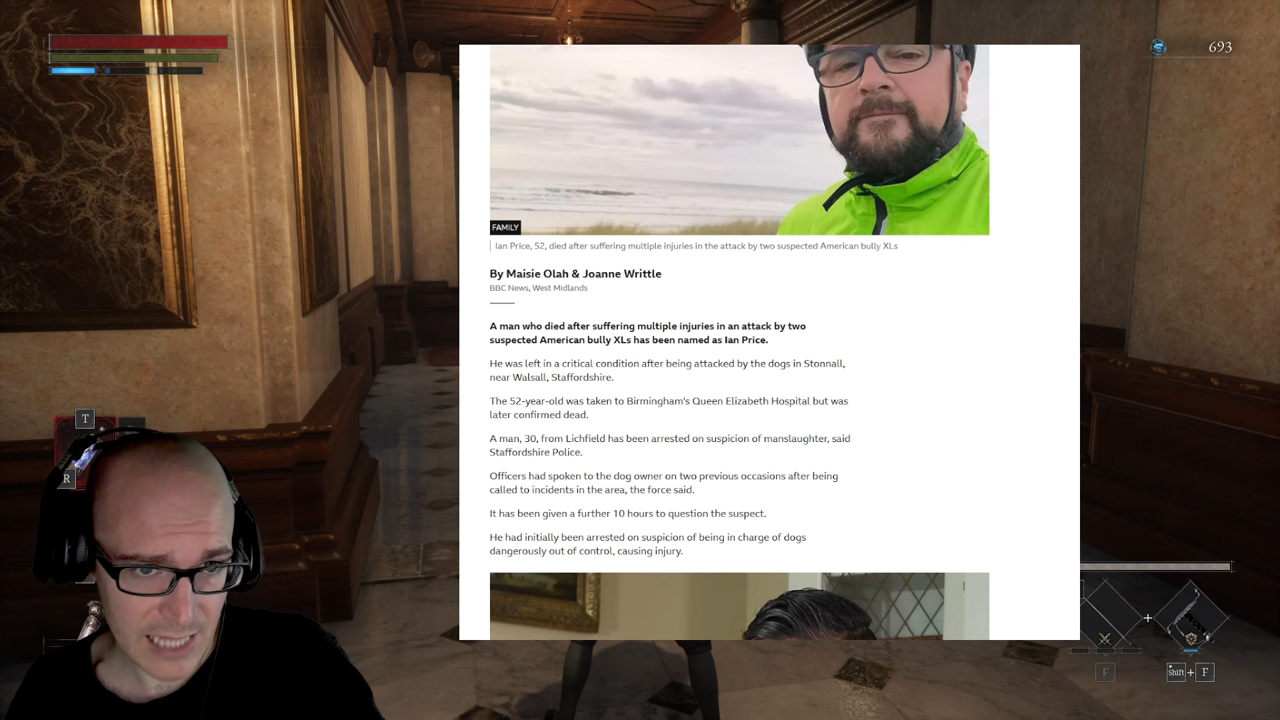 693
FAMILY
Ian Price, 52, died after suffering multiple injuries in the attack by two suspected American bully XLs
By Maisie Olah & Joanne Writtle
BBC News, West Midlands
A man who died after suffering multiple injuries in an attack by two
suspected American bully XLs has been named as Ian Price.
He was left in a critical condition after being attacked by the dogs in Stonnall,
near Walsall, Staffordshire.
The 52-year-old was taken to Birmingham's Queen Elizabeth Hospital but was
later confirmed dead.
A man, 30, from Lichfield has been arrested on suspicion of manslaughter, said
Staffordshire Police.
Officers had spoken to the dog owner on two previous occasions after being
called to incidents in the area, the force said.
It has been given a further 10 hours to question the suspect.
He had initially been arrested on suspicion of being in charge of dogs
dangerously out of control, causing injury.
T
R
+
F
Shift + F